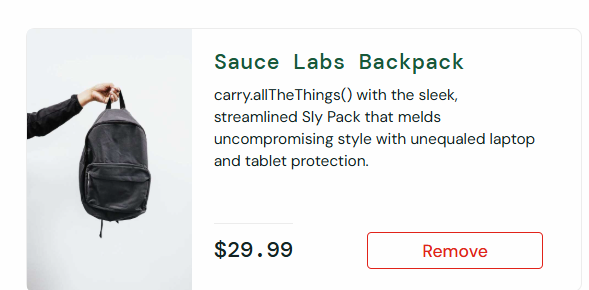 Sauce Labs Backpack
carry.allTheThings() with the sleek,
streamlined Sly Pack that melds
uncompromising style with unequaled laptop
and tablet protection.
$29.99
Remove